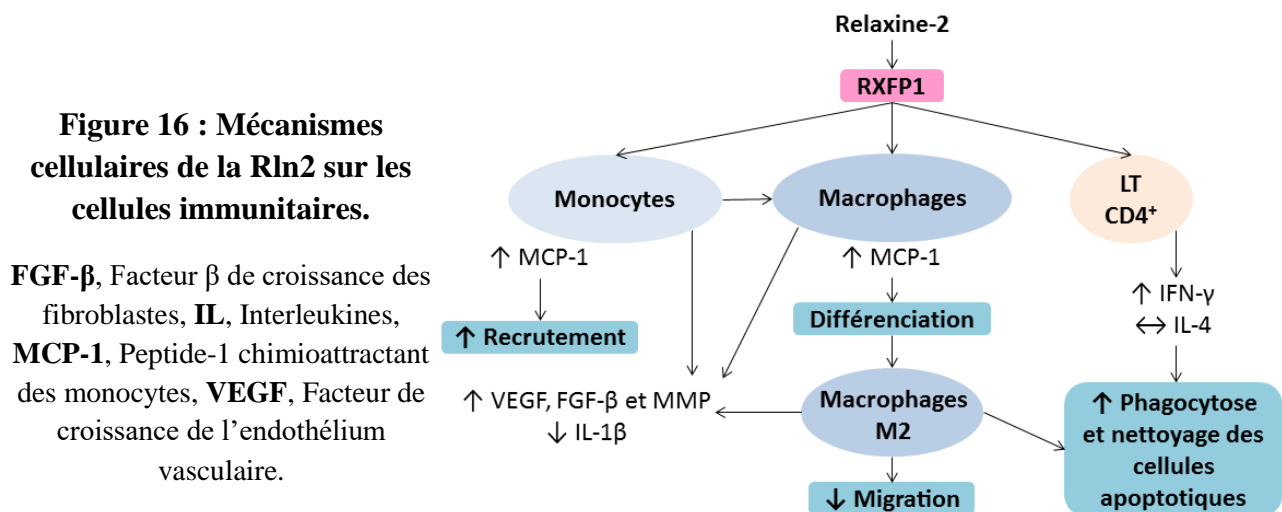 Figure 16 : Mécanismes
cellulaires de la Rln2 sur les
cellules immunitaires.
FGF-β, Facteur β de croissance des
fibroblastes, IL, Interleukines,
MCP-1, Peptide-1 chimioattractant
des monocytes, VEGF, Facteur de
croissance de l’endothélium
vasculaire.
Relaxine-2
RXFP1
Monocytes
Macrophages
LT
CD4⁺
↑ MCP-1
↑ MCP-1
↑ IFN-γ
↔ IL-4
↑ Recrutement
Différenciation
↑ VEGF, FGF-β et MMP
↓ IL-1β
Macrophages
M2
↑ Phagocytose
et nettoyage des
cellules
apoptotiques
↓ Migration